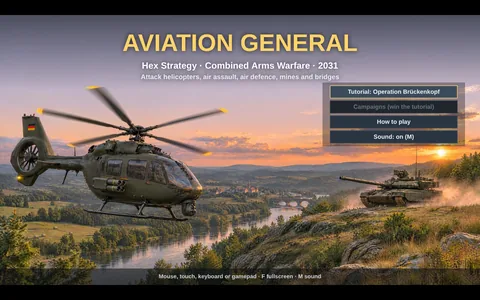 AVIATION GENERAL
Hex Strategy · Combined Arms Warfare · 2031
Attack helicopters, air assault, air defence, mines and bridges
Tutorial: Operation Brückenkopf
Campaigns (win the tutorial)
How to play
Sound: on (M)
Mouse, touch, keyboard or gamepad · F fullscreen · M sound